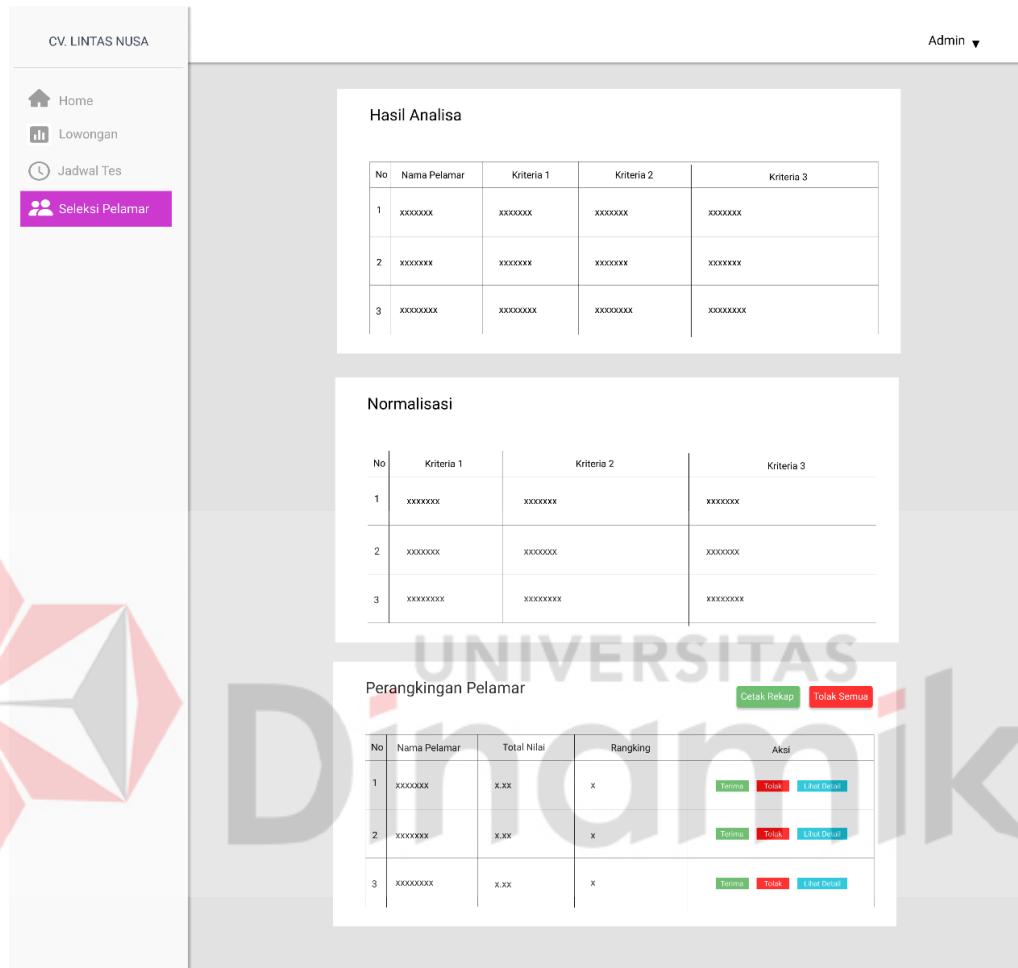 CV. LINTAS NUSA
Admin
Home
Lowongan
Jadwal Tes
Seleksi Pelamar
Hasil Analisa
No Nama Pelamar Kriteria 1 Kriteria 2 Kriteria 3
1 xxxxxxx xxxxxxx xxxxxxx xxxxxxx
2 xxxxxxx xxxxxxx xxxxxxx xxxxxxx
3 xxxxxxxx xxxxxxxx xxxxxxxx xxxxxxxx
Normalisasi
No Kriteria 1 Kriteria 2 Kriteria 3
1 xxxxxxx xxxxxxx xxxxxxx
2 xxxxxxx xxxxxxx xxxxxxx
3 xxxxxxxx xxxxxxxx xxxxxxxx
UNIVERSITAS
Dinamik
Perangkingan Pelamar
Cetak Rekap Tolak Semua
No Nama Pelamar Total Nilai Rangking Aksi
1 xxxxxxx x.xx x Terima Tolak Lihat Detail
2 xxxxxxx x.xx x Terima Tolak Lihat Detail
3 xxxxxxxx x.xx x Terima Tolak Lihat Detail